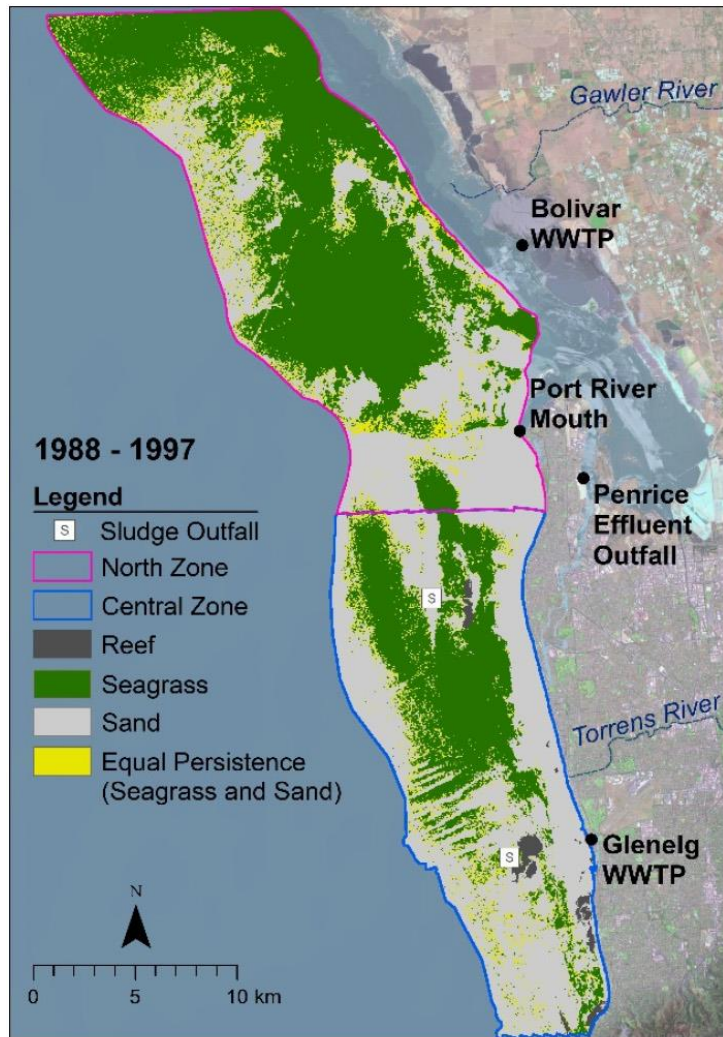 Gawler River
Bolivar
WWTP
Port River
Mouth
1988 - 1997
Legend
S Sludge Outfall
North Zone
Central Zone
Reef
Seagrass
Sand
Equal Persistence
(Seagrass and Sand)
Penrice
Effluent
Outfall
S
Torrens River
S
Glenelg
WWTP
N
0 5 10 km